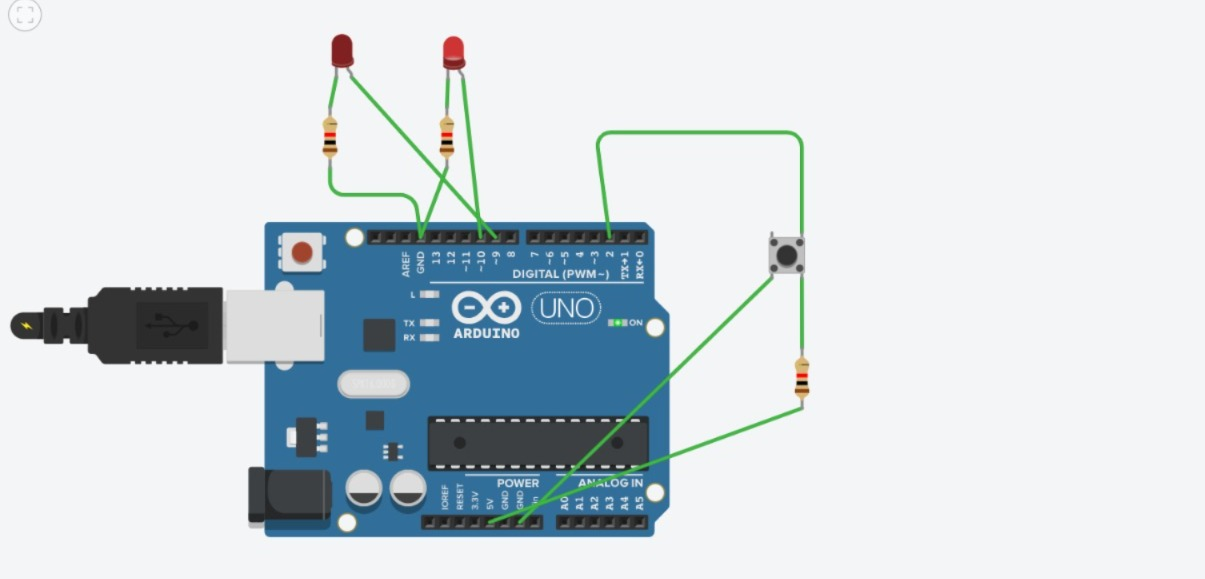 AREF
GND
13
12
~11
~10
~9
8
7
~6
~5
4
~3
2
TX→1
RX←0
DIGITAL (PWM~)
L
TX
RX
UNO
ON
ARDUINO
POWER
ANALOG IN
IOREF
RESET
3.3V
5V
GND
GND
A0
A1
A2
A3
A4
A5